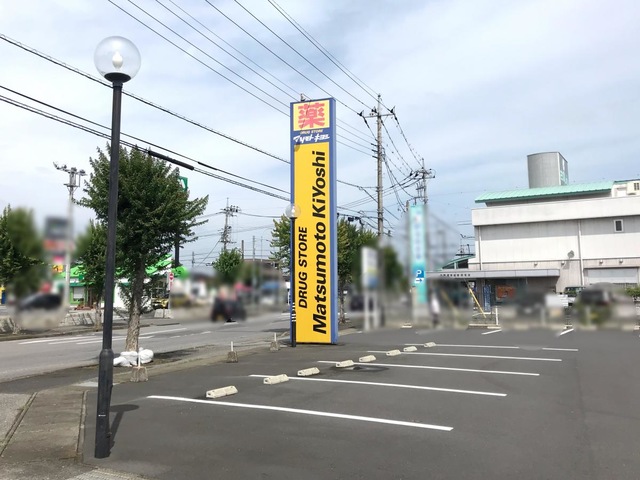 薬
DRUG STORE
マツモトキヨシ
DRUG STORE
Matsumoto KiYoshi
P